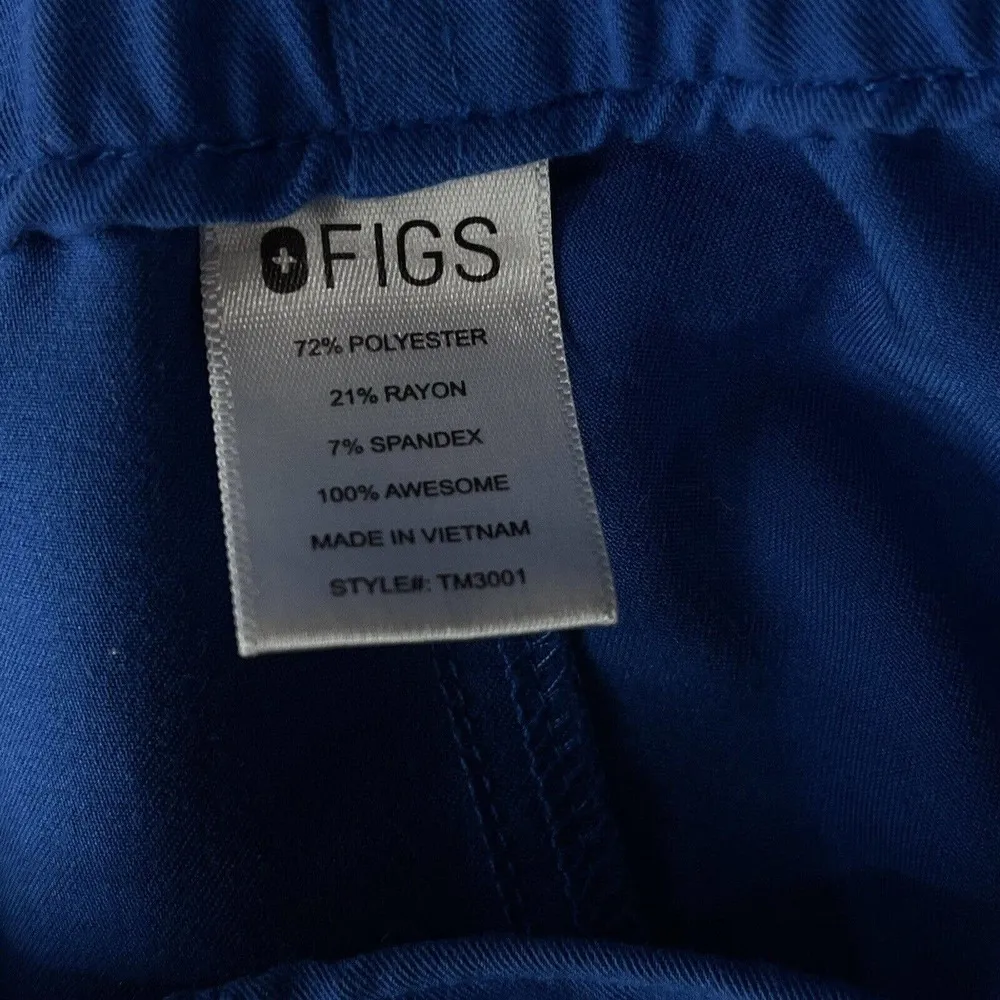 FIGS
72% POLYESTER
21% RAYON
7% SPANDEX
100% AWESOME
MADE IN VIETNAM
STYLE#: TM3001